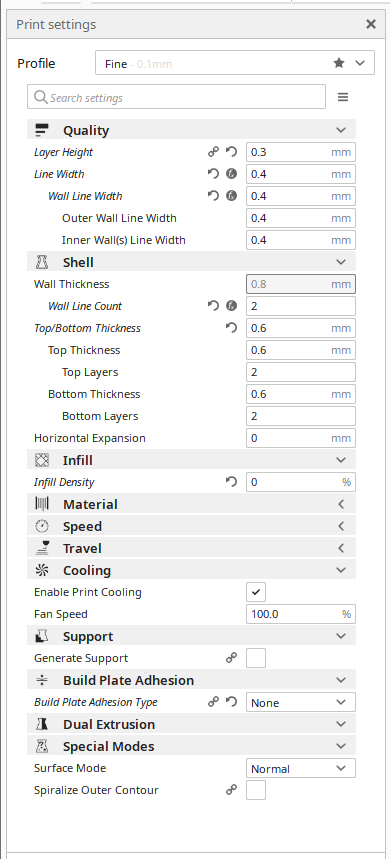 Print settings
Profile Fine - 0.1mm
Search settings
Quality
Layer Height 0.3 mm
Line Width 0.4 mm
Wall Line Width 0.4 mm
Outer Wall Line Width 0.4 mm
Inner Wall(s) Line Width 0.4 mm
Shell
Wall Thickness 0.8 mm
Wall Line Count 2
Top/Bottom Thickness 0.6 mm
Top Thickness 0.6 mm
Top Layers 2
Bottom Thickness 0.6 mm
Bottom Layers 2
Horizontal Expansion 0 mm
Infill
Infill Density 0 %
Material
Speed
Travel
Cooling
Enable Print Cooling
Fan Speed 100.0 %
Support
Generate Support
Build Plate Adhesion
Build Plate Adhesion Type None
Dual Extrusion
Special Modes
Surface Mode Normal
Spiralize Outer Contour